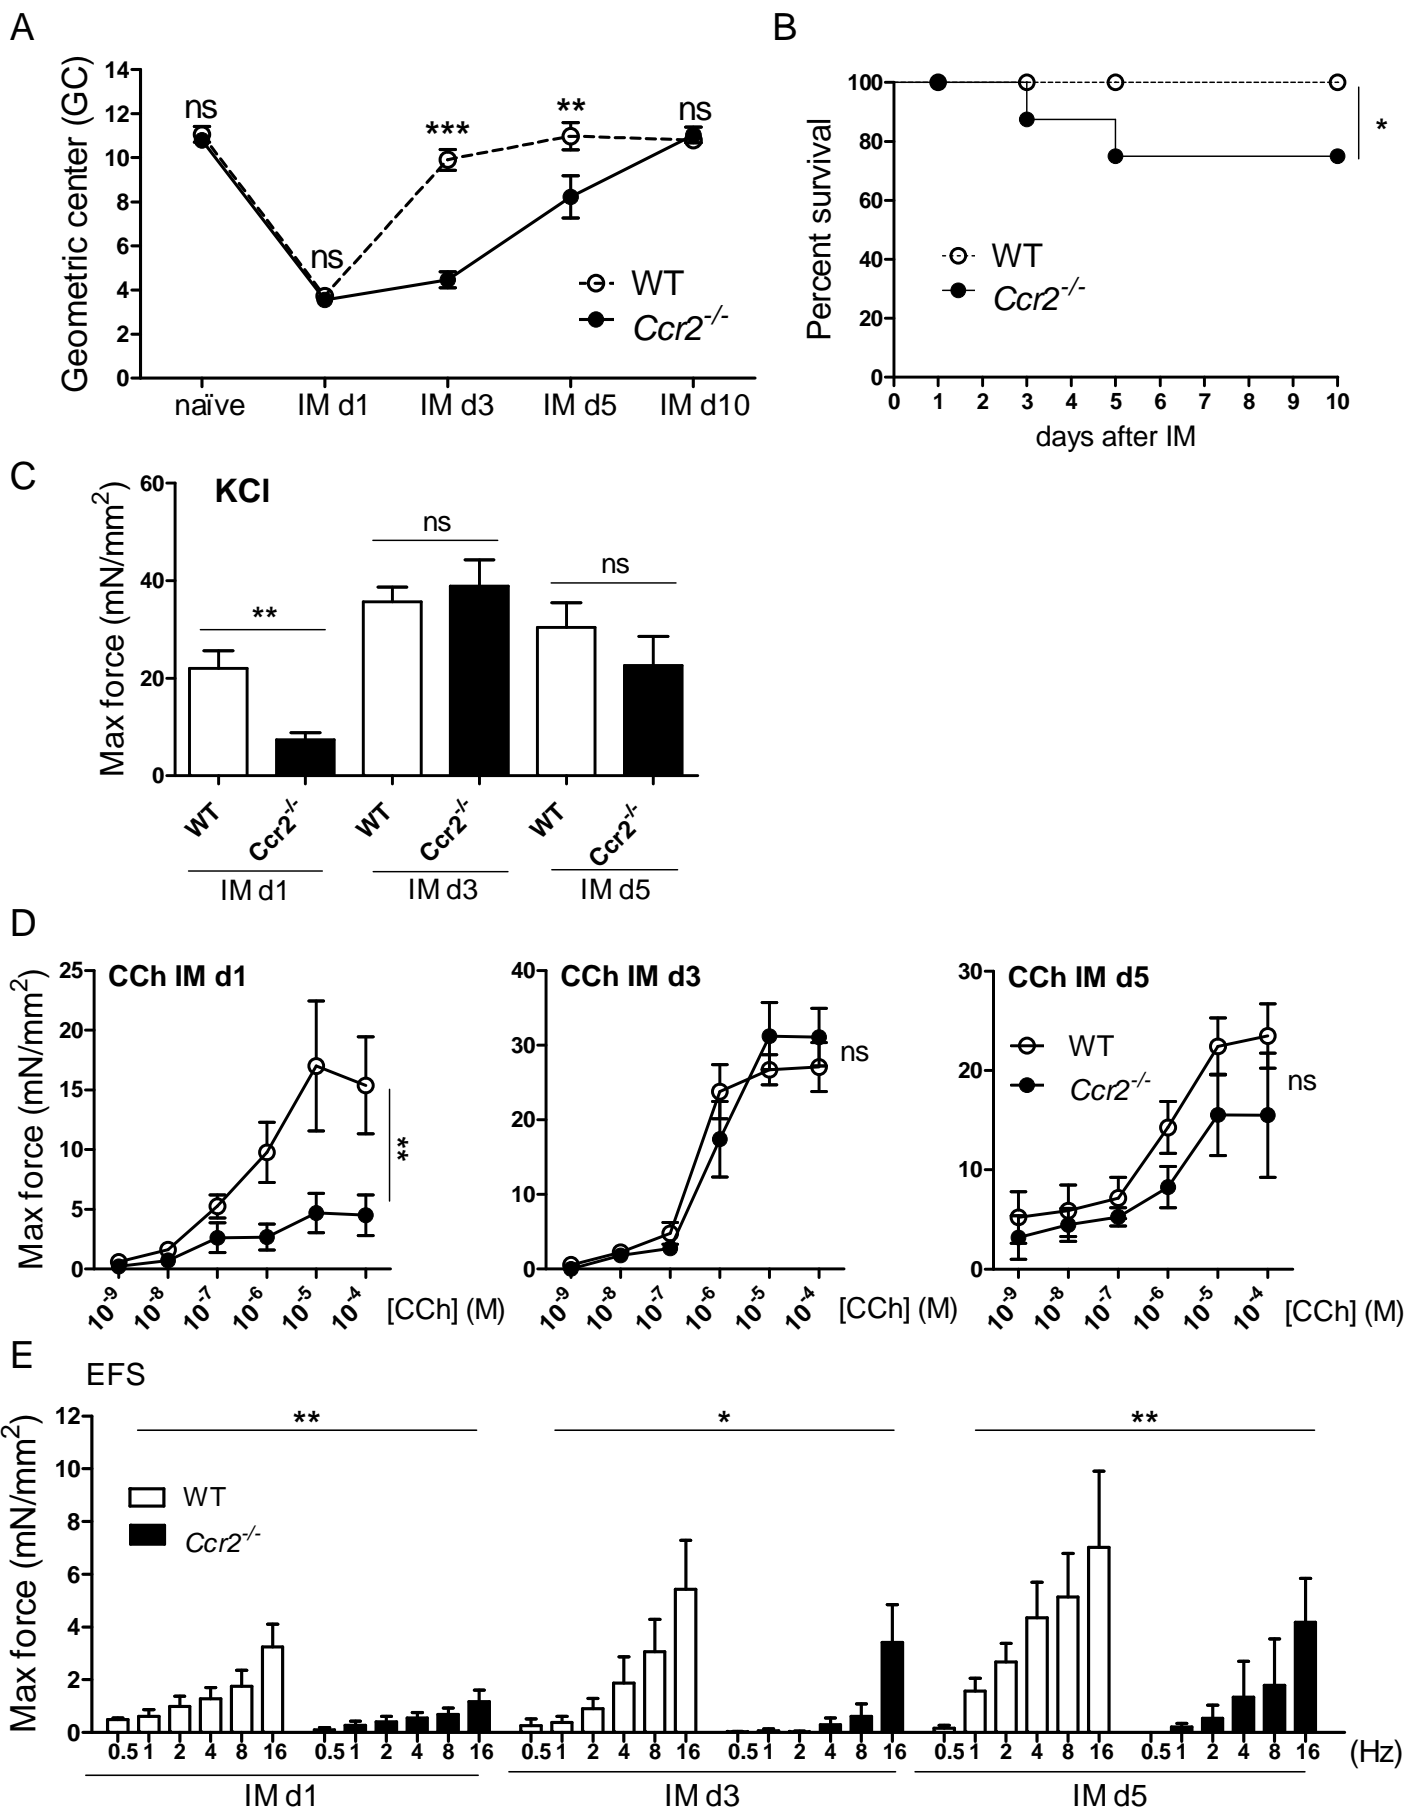 A
Geometric center (GC)
14
12
10
8
6
4
2
0
ns
ns
***
**
ns
WT
Ccr2-/-
naïve IM d1 IM d3 IM d5 IM d10
B
Percent survival
100
80
60
40
20
0
*
WT
Ccr2-/-
0 1 2 3 4 5 6 7 8 9 10
days after IM
C
KCl
Max force (mN/mm2)
60
40
20
0
**
ns
ns
WT Ccr2-/- WT Ccr2-/- WT Ccr2-/-
IM d1 IM d3 IM d5
D
Max force (mN/mm2)
CCh IM d1
25
20
15
10
5
0
**
10-9 10-8 10-7 10-6 10-5 10-4 [CCh] (M)
CCh IM d3
40
30
20
10
0
ns
10-9 10-8 10-7 10-6 10-5 10-4 [CCh] (M)
CCh IM d5
30
20
10
0
WT
Ccr2-/-
ns
10-9 10-8 10-7 10-6 10-5 10-4 [CCh] (M)
E
EFS
Max force (mN/mm2)
12
10
8
6
4
2
0
** * **
WT
Ccr2-/-
0.5 1 2 4 8 16 0.5 1 2 4 8 16 0.5 1 2 4 8 16 0.5 1 2 4 8 16 0.5 1 2 4 8 16 0.5 1 2 4 8 16 (Hz)
IM d1 IM d3 IM d5